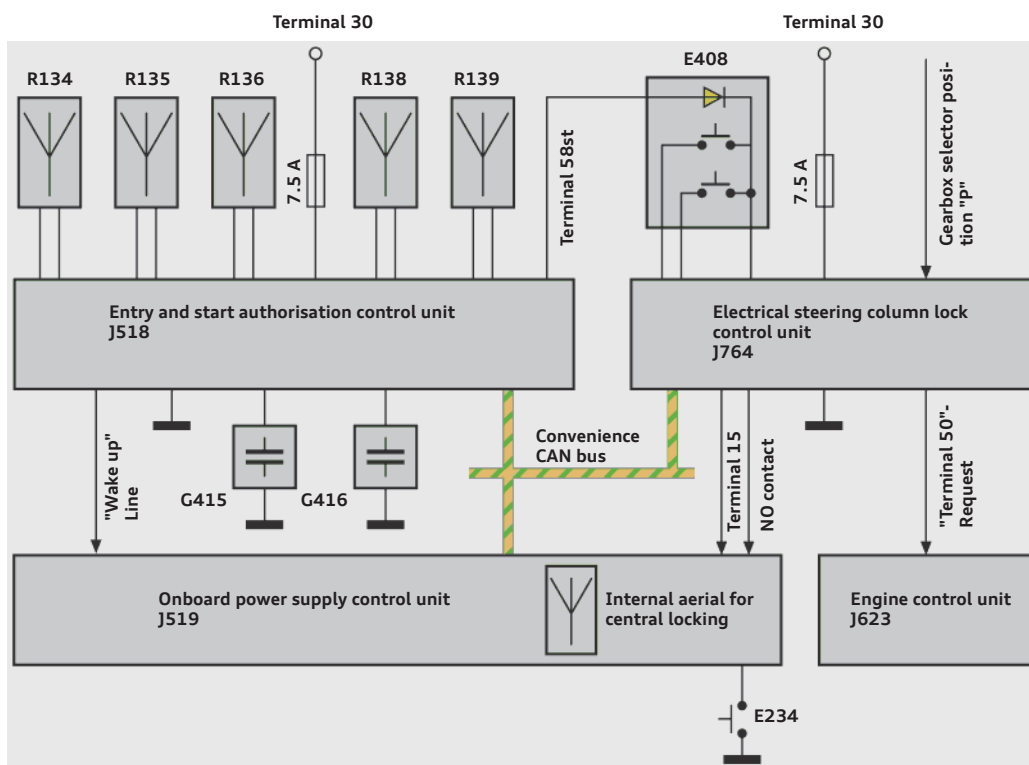 Terminal 30
Terminal 30
R134
R135
R136
R138
R139
E408
7.5 A
Terminal 58st
7.5 A
Gearbox selector posi-
tion "P"
Entry and start authorisation control unit
J518
Electrical steering column lock
control unit
J764
"Wake up"
Line
G415
G416
Convenience
CAN bus
Terminal 15
NO contact
"Terminal 50"-
Request
Onboard power supply control unit
J519
Internal aerial for
central locking
Engine control unit
J623
E234